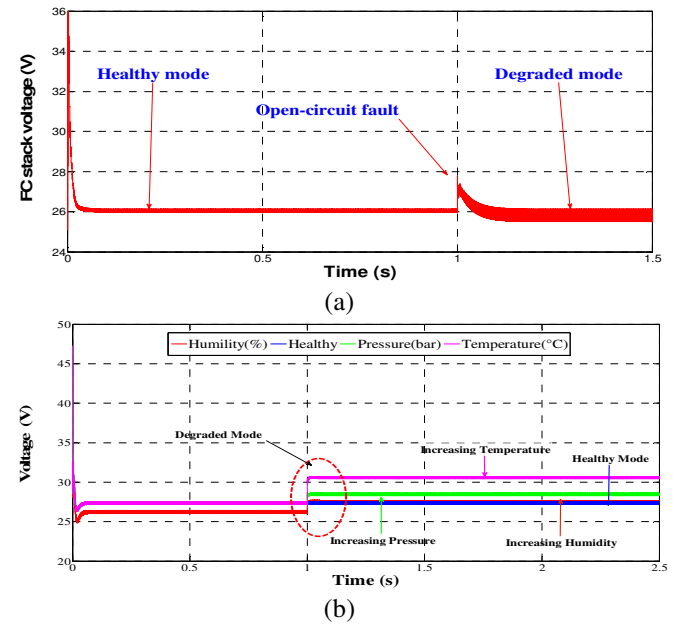 36
34
32
30
28
26
24
FC stack voltage (V)
Healthy mode
Degraded mode
Open-circuit fault
0
0.5
1
1.5
Time (s)
(a)
50
45
40
35
30
25
20
Voltage (V)
Humility(%)
Healthy
Pressure(bar)
Temperature(°C)
Degraded Mode
Increasing Temperature
Healthy Mode
Increasing Pressure
Increasing Humidity
0
0.5
1
1.5
2
2.5
Time (s)
(b)